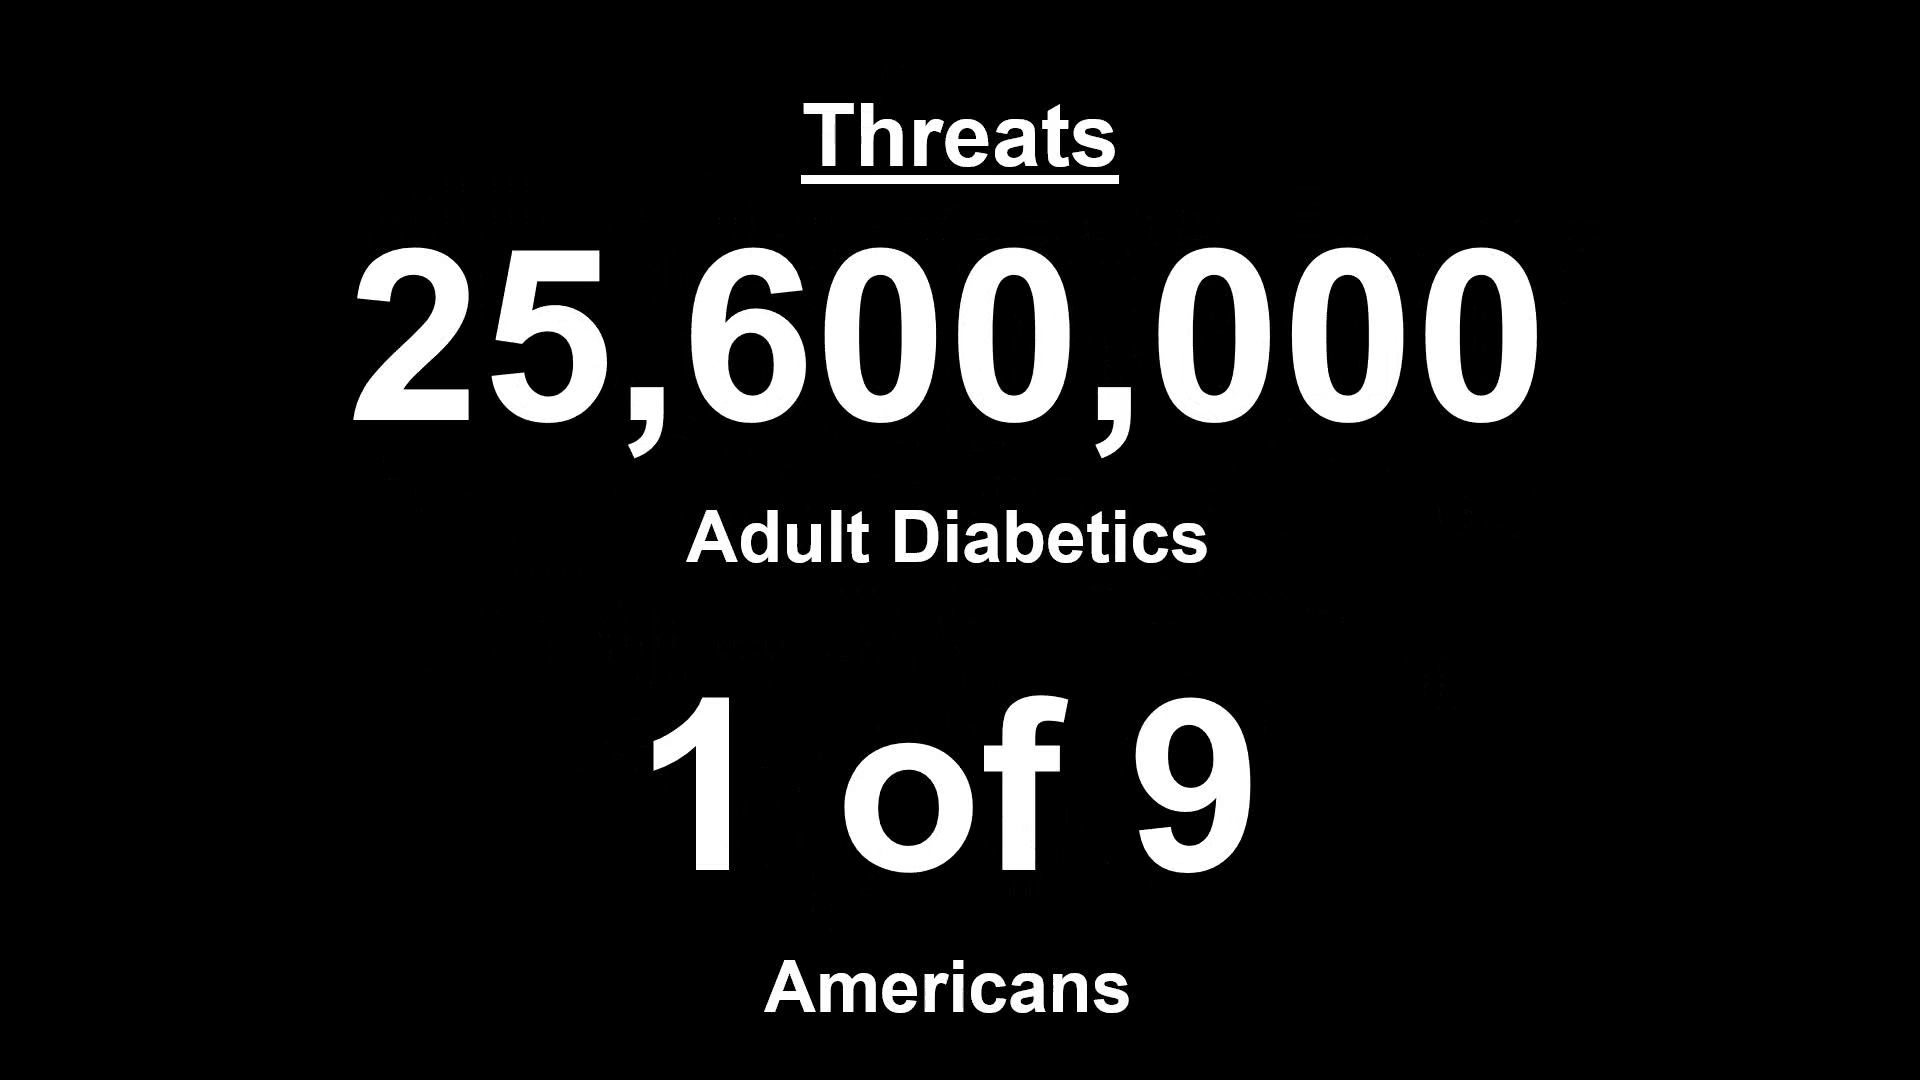 Threats
25,600,000
Adult Diabetics
1 of 9
Americans